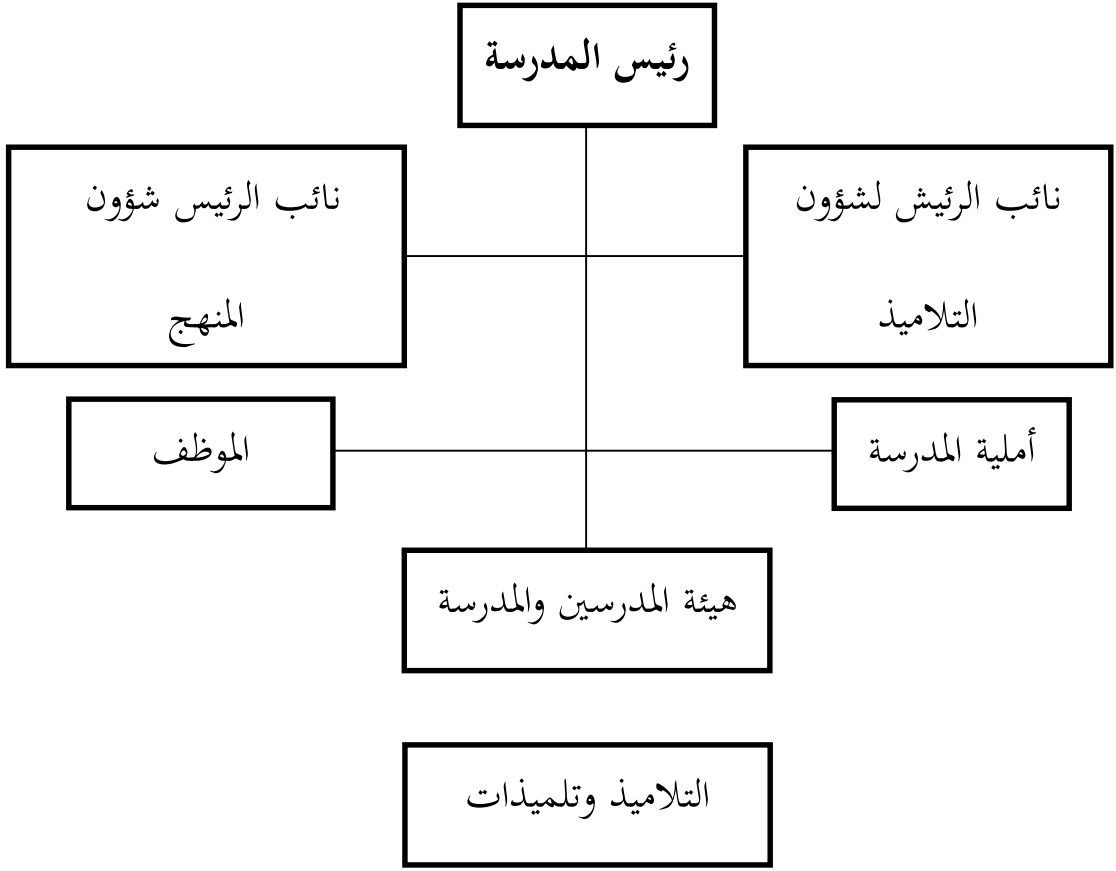 رئيس المدرسة
نائب الرئيش لشؤون
التلاميذ
نائب الرئيس شؤون
المنهج
أملية المدرسة
الموظف
هيئة المدرسين والمدرسة
التلاميذ وتلميذات